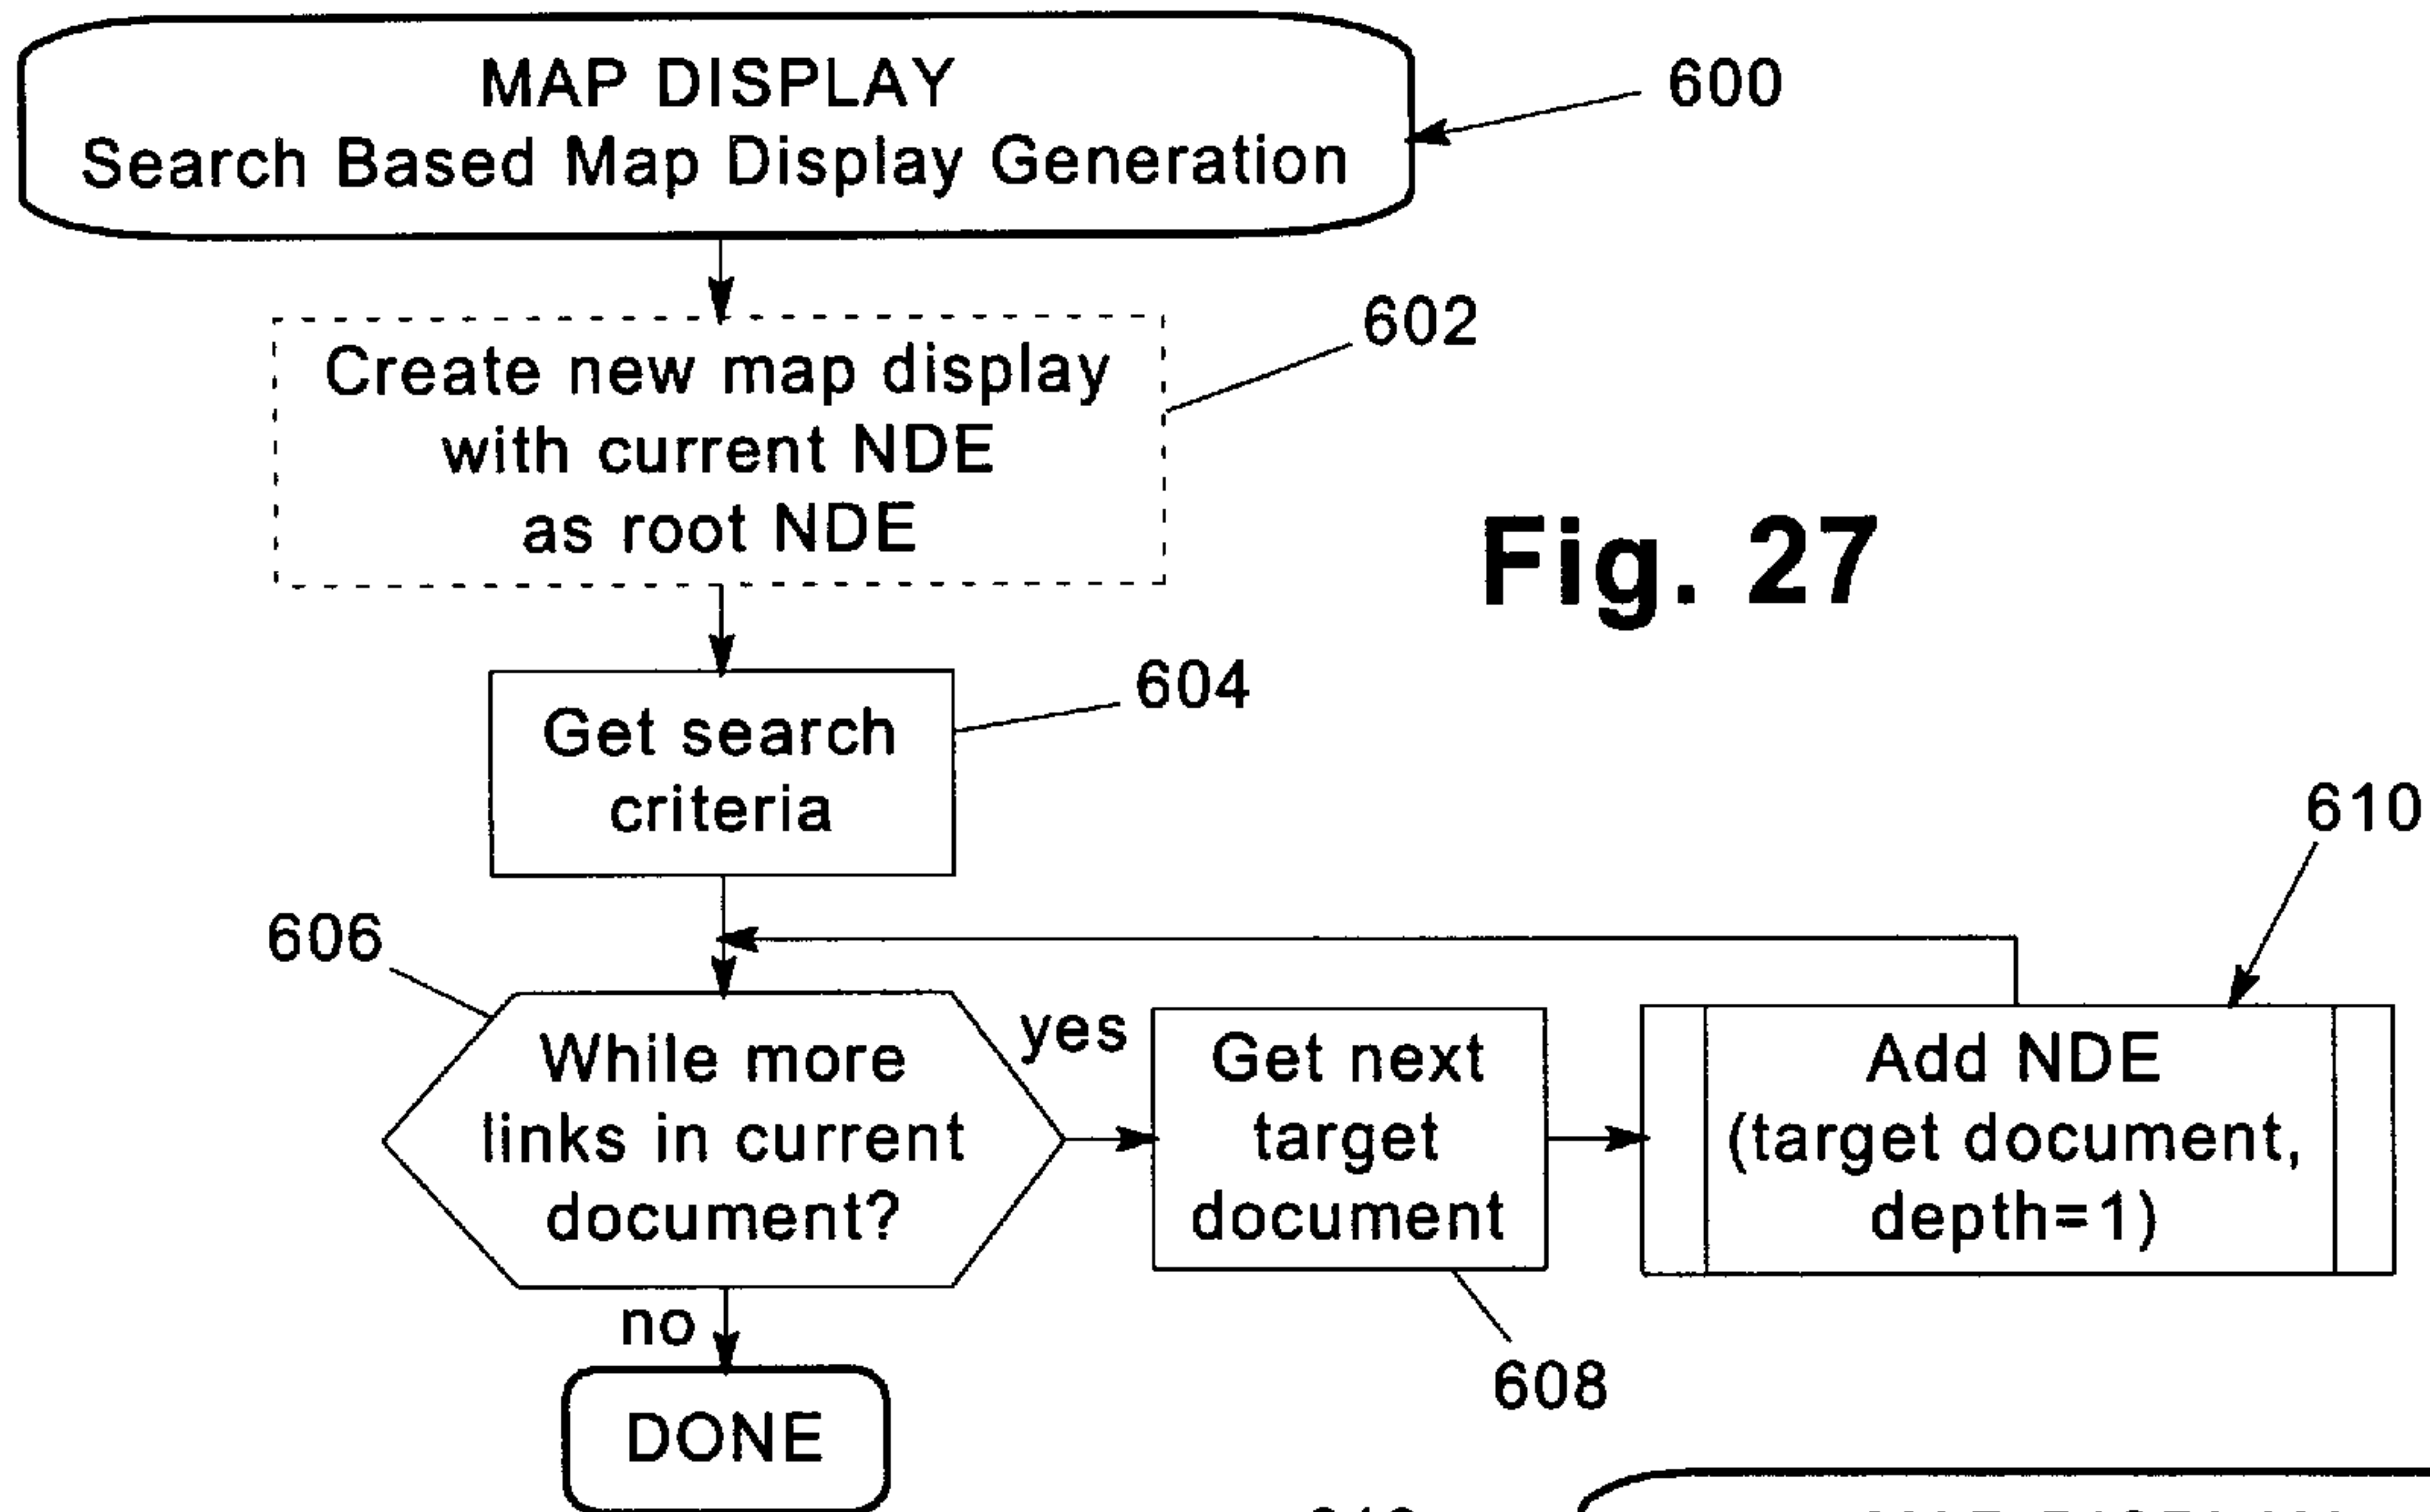 MAP DISPLAY
Search Based Map Display Generation
600
Create new map display
with current NDE
as root NDE
602
Fig. 27
Get search
criteria
604
610
606
While more
links in current
document?
yes
Get next
target
document
Add NDE
(target document,
depth=1)
no
608
DONE